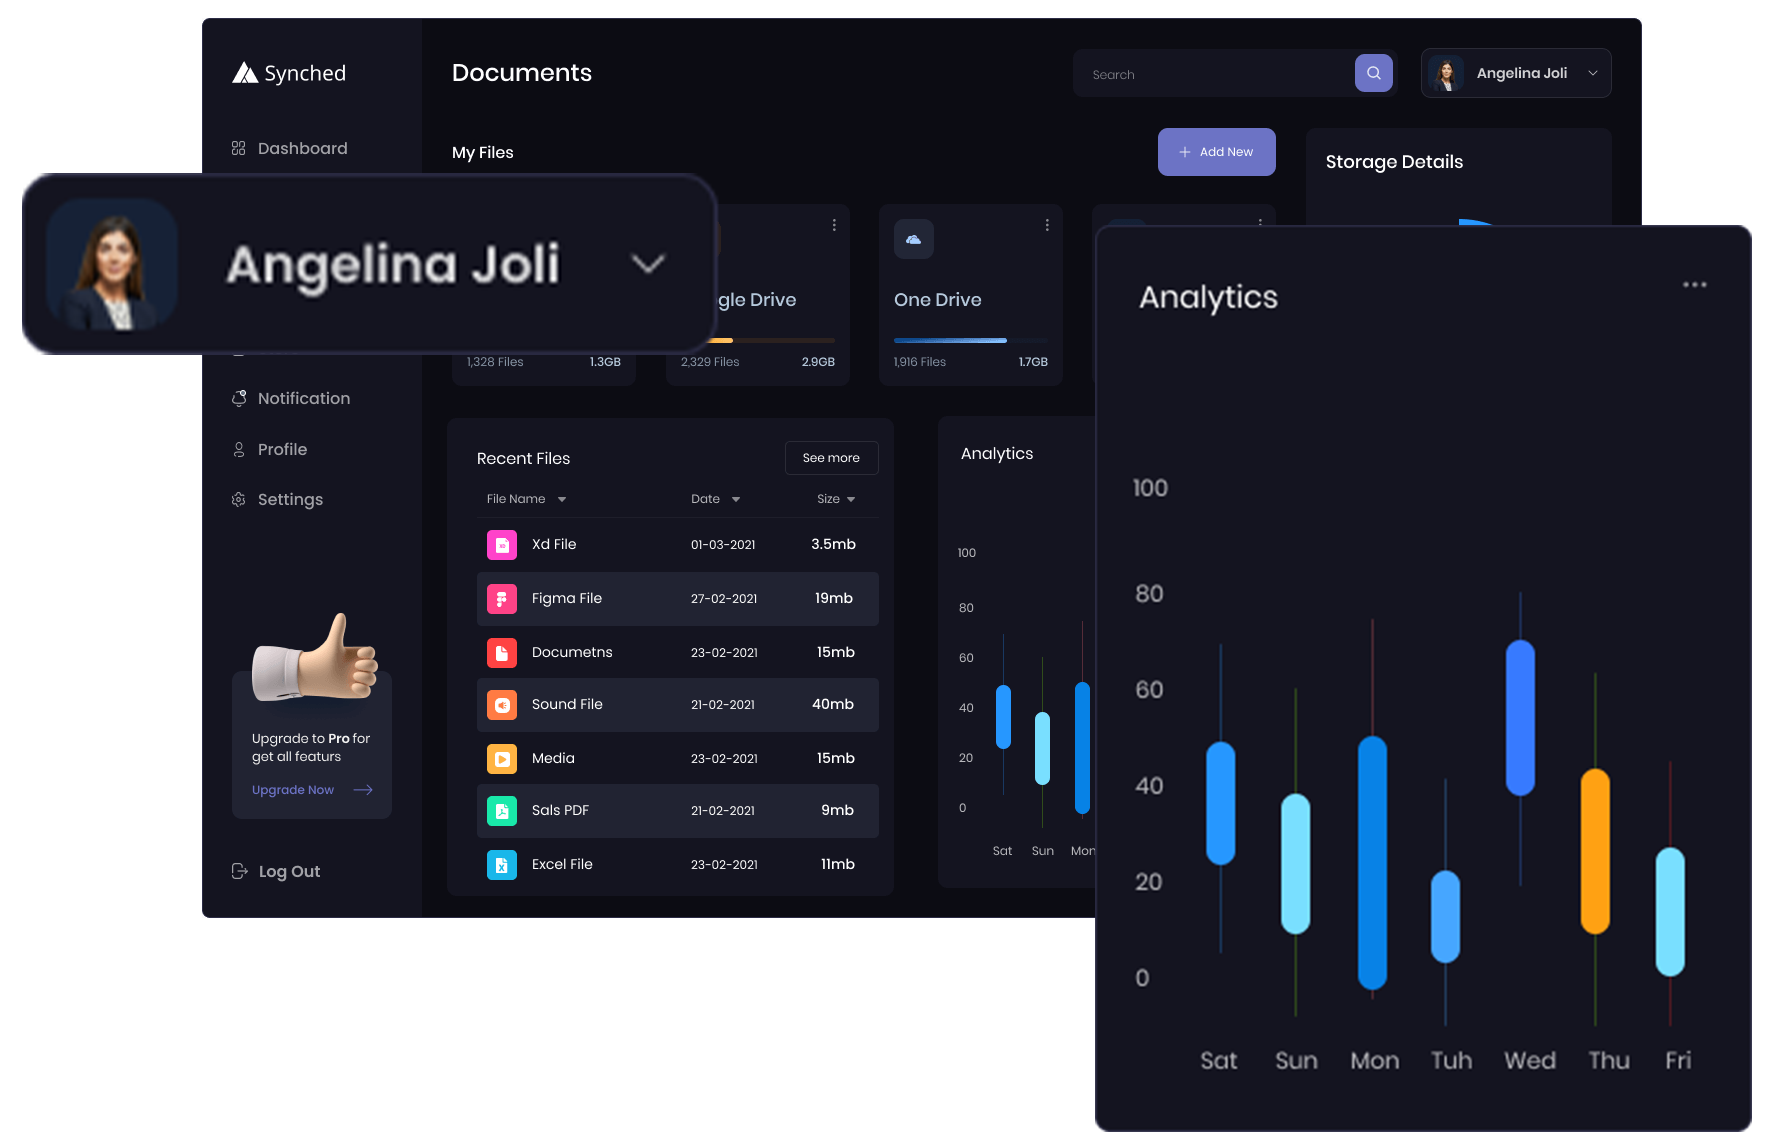 Synched
Documents
Search
Angelina Joli
Dashboard
My Files
+ Add New
Storage Details
Angelina Joli
gle Drive
One Drive
1,328 Files 1.3GB
2,329 Files 2.9GB
1,916 Files 1.7GB
Notification
Profile
Settings
Recent Files
See more
File Name Date Size
Xd File 01-03-2021 3.5mb
Figma File 27-02-2021 19mb
Documetns 23-02-2021 15mb
Sound File 21-02-2021 40mb
Media 23-02-2021 15mb
Sals PDF 21-02-2021 9mb
Excel File 23-02-2021 11mb
Upgrade to Pro for
get all featurs
Upgrade Now
Log Out
Analytics
100
80
60
40
20
0
Sat Sun Mon
Analytics
100
80
60
40
20
0
Sat Sun Mon Tuh Wed Thu Fri